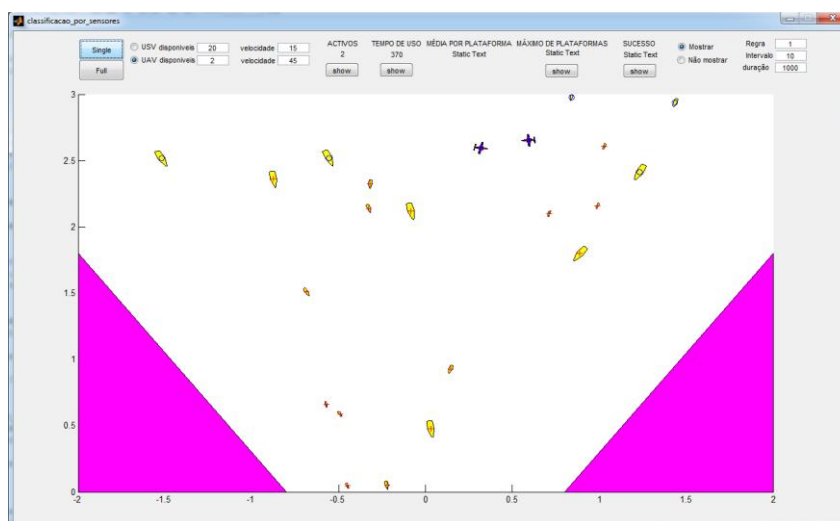 classificacao_por_sensores
Single
Full
USV disponiveis 20 velocidade 15
UAV disponiveis 2 velocidade 45
ACTIVOS
2
show
TEMPO DE USO
370
show
MÉDIA POR PLATAFORMA
Static Text
MÁXIMO DE PLATAFORMAS
Static Text
show
SUCESSO
Static Text
show
Mostrar
Não mostrar
Regra 1
Intervalo 10
duração 1000
3
2.5
2
1.5
1
0.5
0
-2 -1.5 -1 -0.5 0 0.5 1 1.5 2